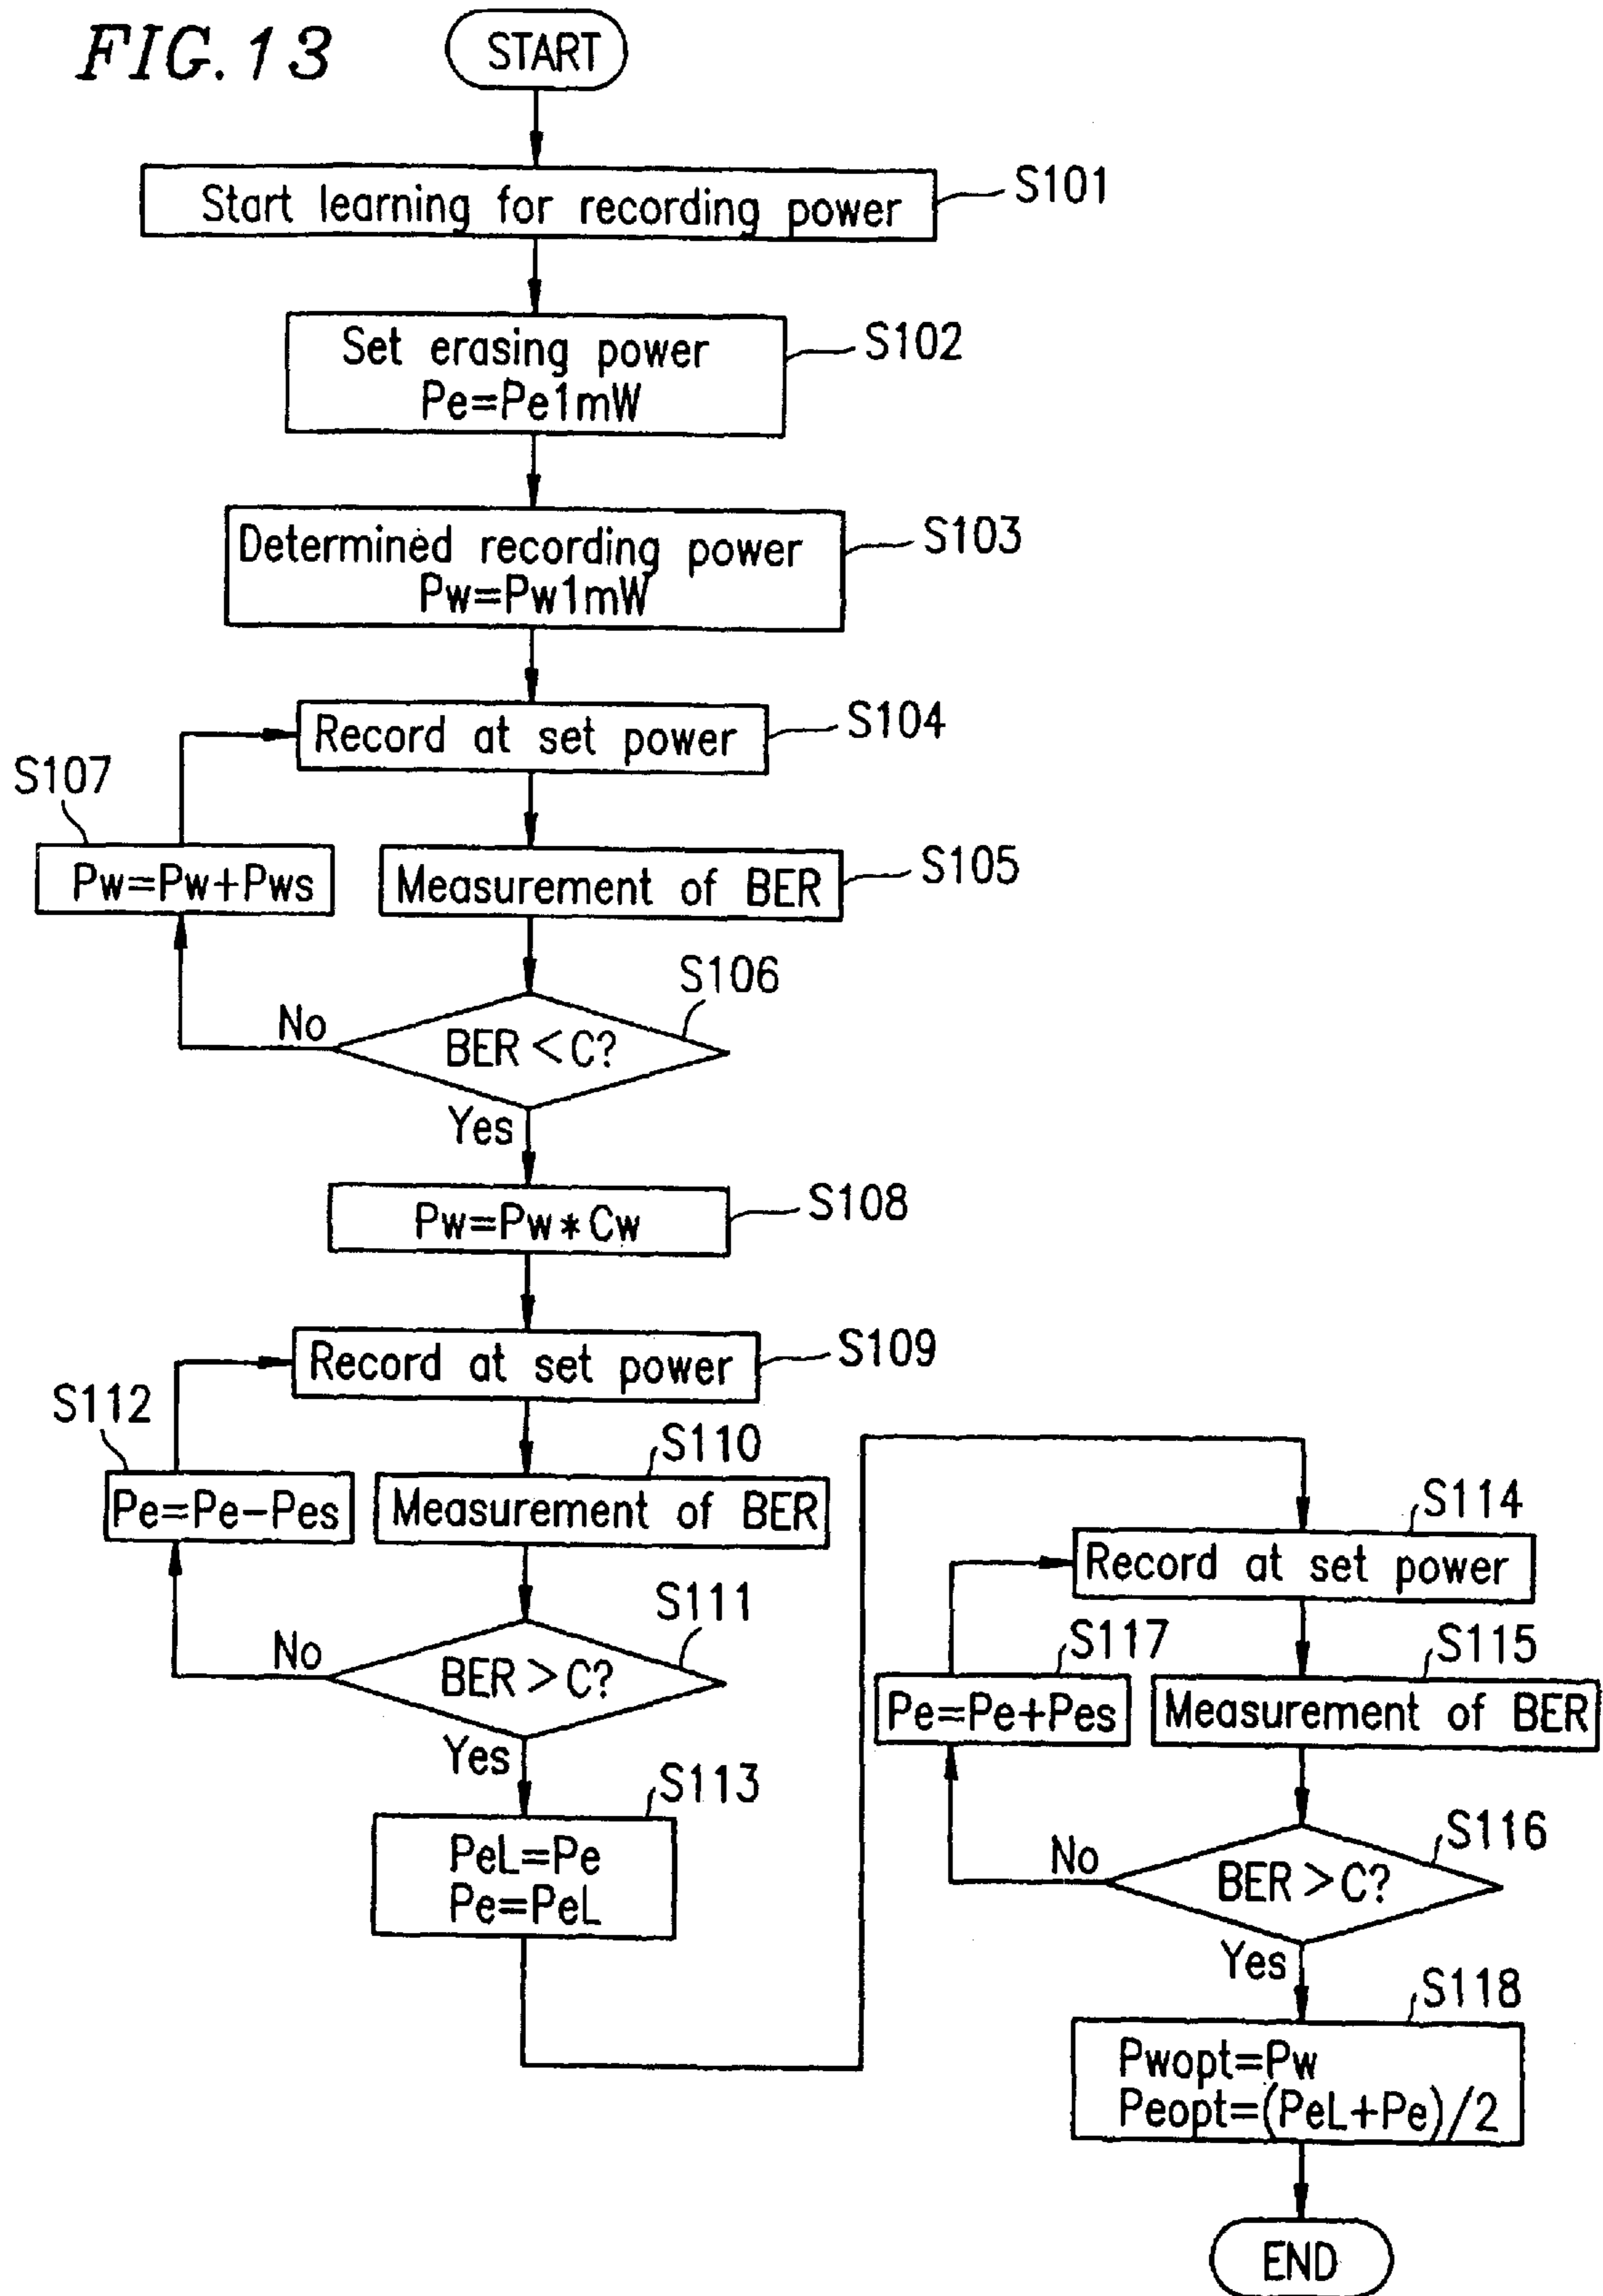 FIG. 13
START
Start learning for recording power
S101
Set erasing power
Pe=Pe1mW
S102
Determined recording power
Pw=Pw1mW
S103
Record at set power
S104
S107
Pw=Pw+Pws
Measurement of BER
S105
S106
No
BER<C?
Yes
Pw=Pw*Cw
S108
Record at set power
S109
S112
Pe=Pe-Pes
S110
Measurement of BER
S111
No
BER>C?
Yes
S113
PeL=Pe
Pe=PeL
S114
Record at set power
S117
Pe=Pe+Pes
S115
Measurement of BER
S116
No
BER>C?
Yes
S118
Pwopt=Pw
Peopt=(PeL+Pe)/2
END